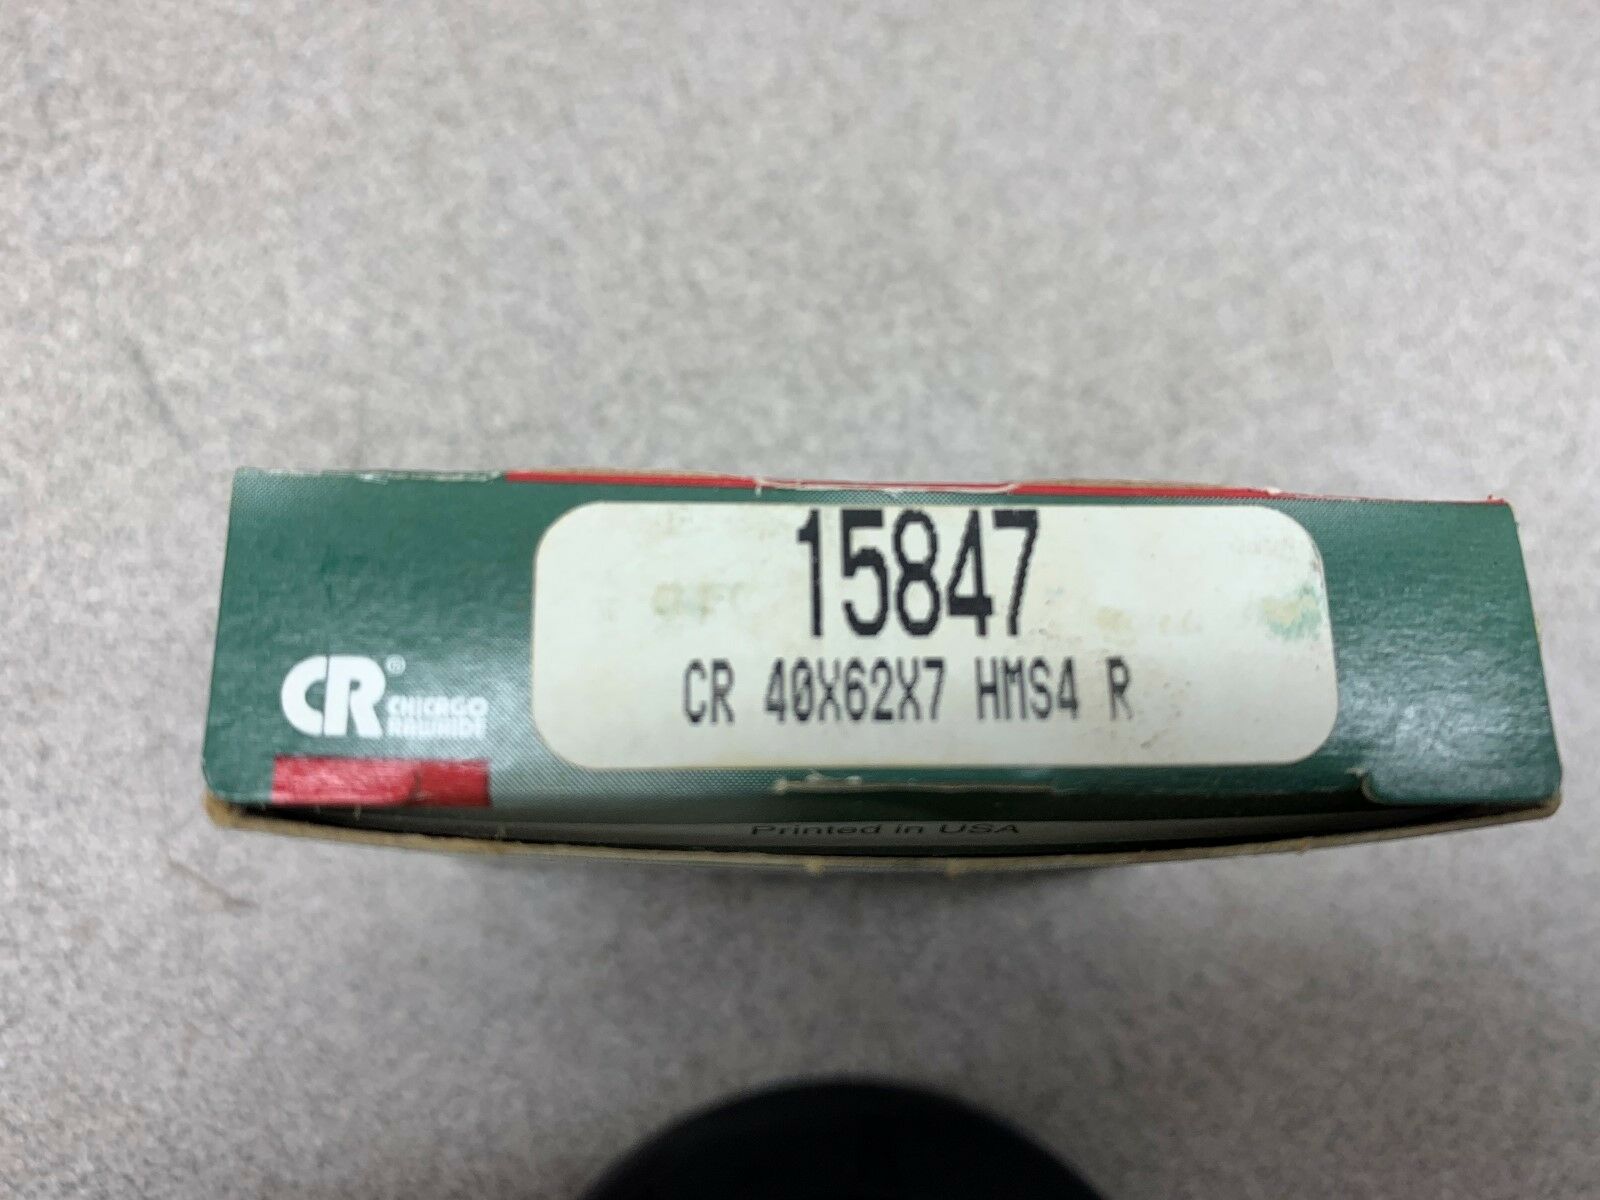 15847
CR 40X62X7 HMS4 R
CR®
CHICAGO
RAWHIDE
Printed in USA